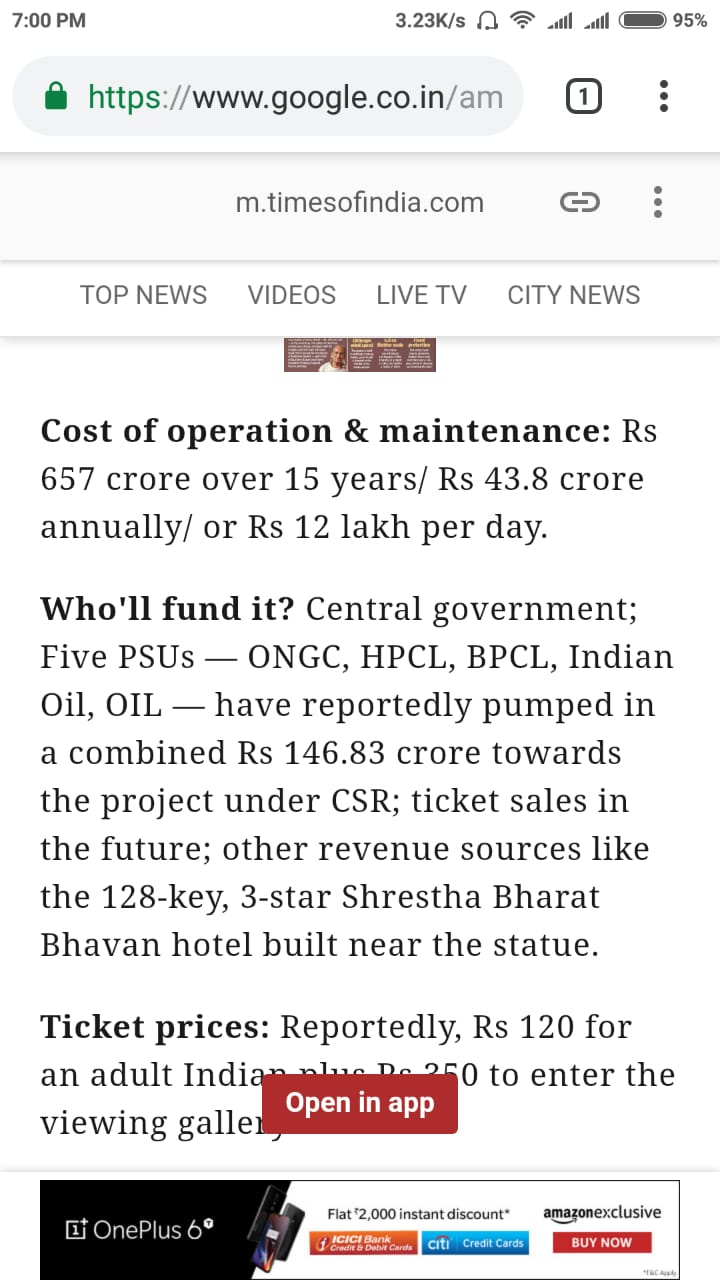 7:00 PM 3.23K/s 95%
https://www.google.co.in/am 1
m.timesofindia.com
TOP NEWS VIDEOS LIVE TV CITY NEWS
Cost of operation & maintenance: Rs
657 crore over 15 years/ Rs 43.8 crore
annually/ or Rs 12 lakh per day.
Who'll fund it? Central government;
Five PSUs — ONGC, HPCL, BPCL, Indian
Oil, OIL — have reportedly pumped in
a combined Rs 146.83 crore towards
the project under CSR; ticket sales in
the future; other revenue sources like
the 128-key, 3-star Shrestha Bharat
Bhavan hotel built near the statue.
Ticket prices: Reportedly, Rs 120 for
an adult Indian plus Rs 350 to enter the
viewing gallery
Open in app
OnePlus 6T
Flat ₹2,000 instant discount*
ICICI Bank
Credit & Debit Cards
citi Credit Cards
amazonexclusive
BUY NOW
*T&C Apply